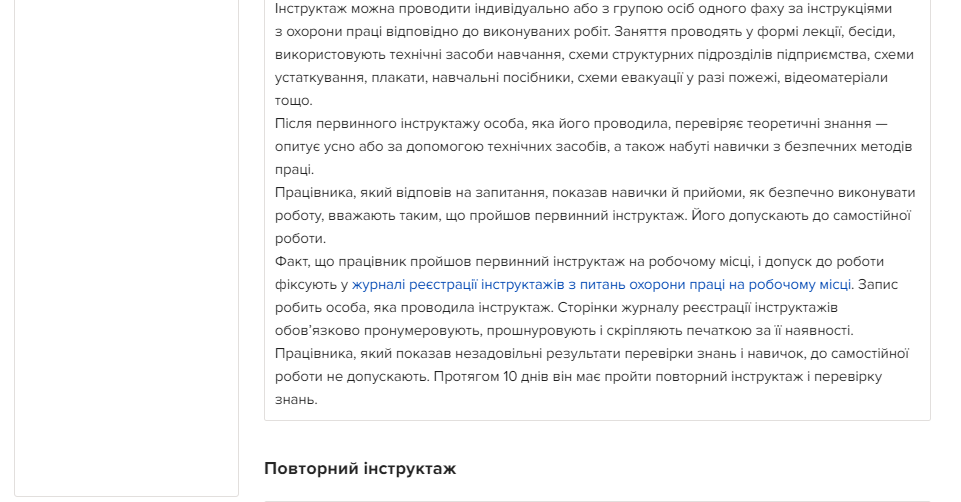 Інструктаж можна проводити індивідуально або з групою осіб одного фаху за інструкціями
з охорони праці відповідно до виконуваних робіт. Заняття проводять у формі лекції, бесіди,
використовують технічні засоби навчання, схеми структурних підрозділів підприємства, схеми
устаткування, плакати, навчальні посібники, схеми евакуації у разі пожежі, відеоматеріали
тощо.
Після первинного інструктажу особа, яка його проводила, перевіряє теоретичні знання —
опитує усно або за допомогою технічних засобів, а також набуті навички з безпечних методів
праці.
Працівника, який відповів на запитання, показав навички й прийоми, як безпечно виконувати
роботу, вважають таким, що пройшов первинний інструктаж. Його допускають до самостійної
роботи.
Факт, що працівник пройшов первинний інструктаж на робочому місці, і допуск до роботи
фіксують у журналі реєстрації інструктажів з питань охорони праці на робочому місці. Запис
робить особа, яка проводила інструктаж. Сторінки журналу реєстрації інструктажів
обов’язково пронумеровують, прошнуровують і скріпляють печаткою за її наявності.
Працівника, який показав незадовільні результати перевірки знань і навичок, до самостійної
роботи не допускають. Протягом 10 днів він має пройти повторний інструктаж і перевірку
знань.
Повторний інструктаж